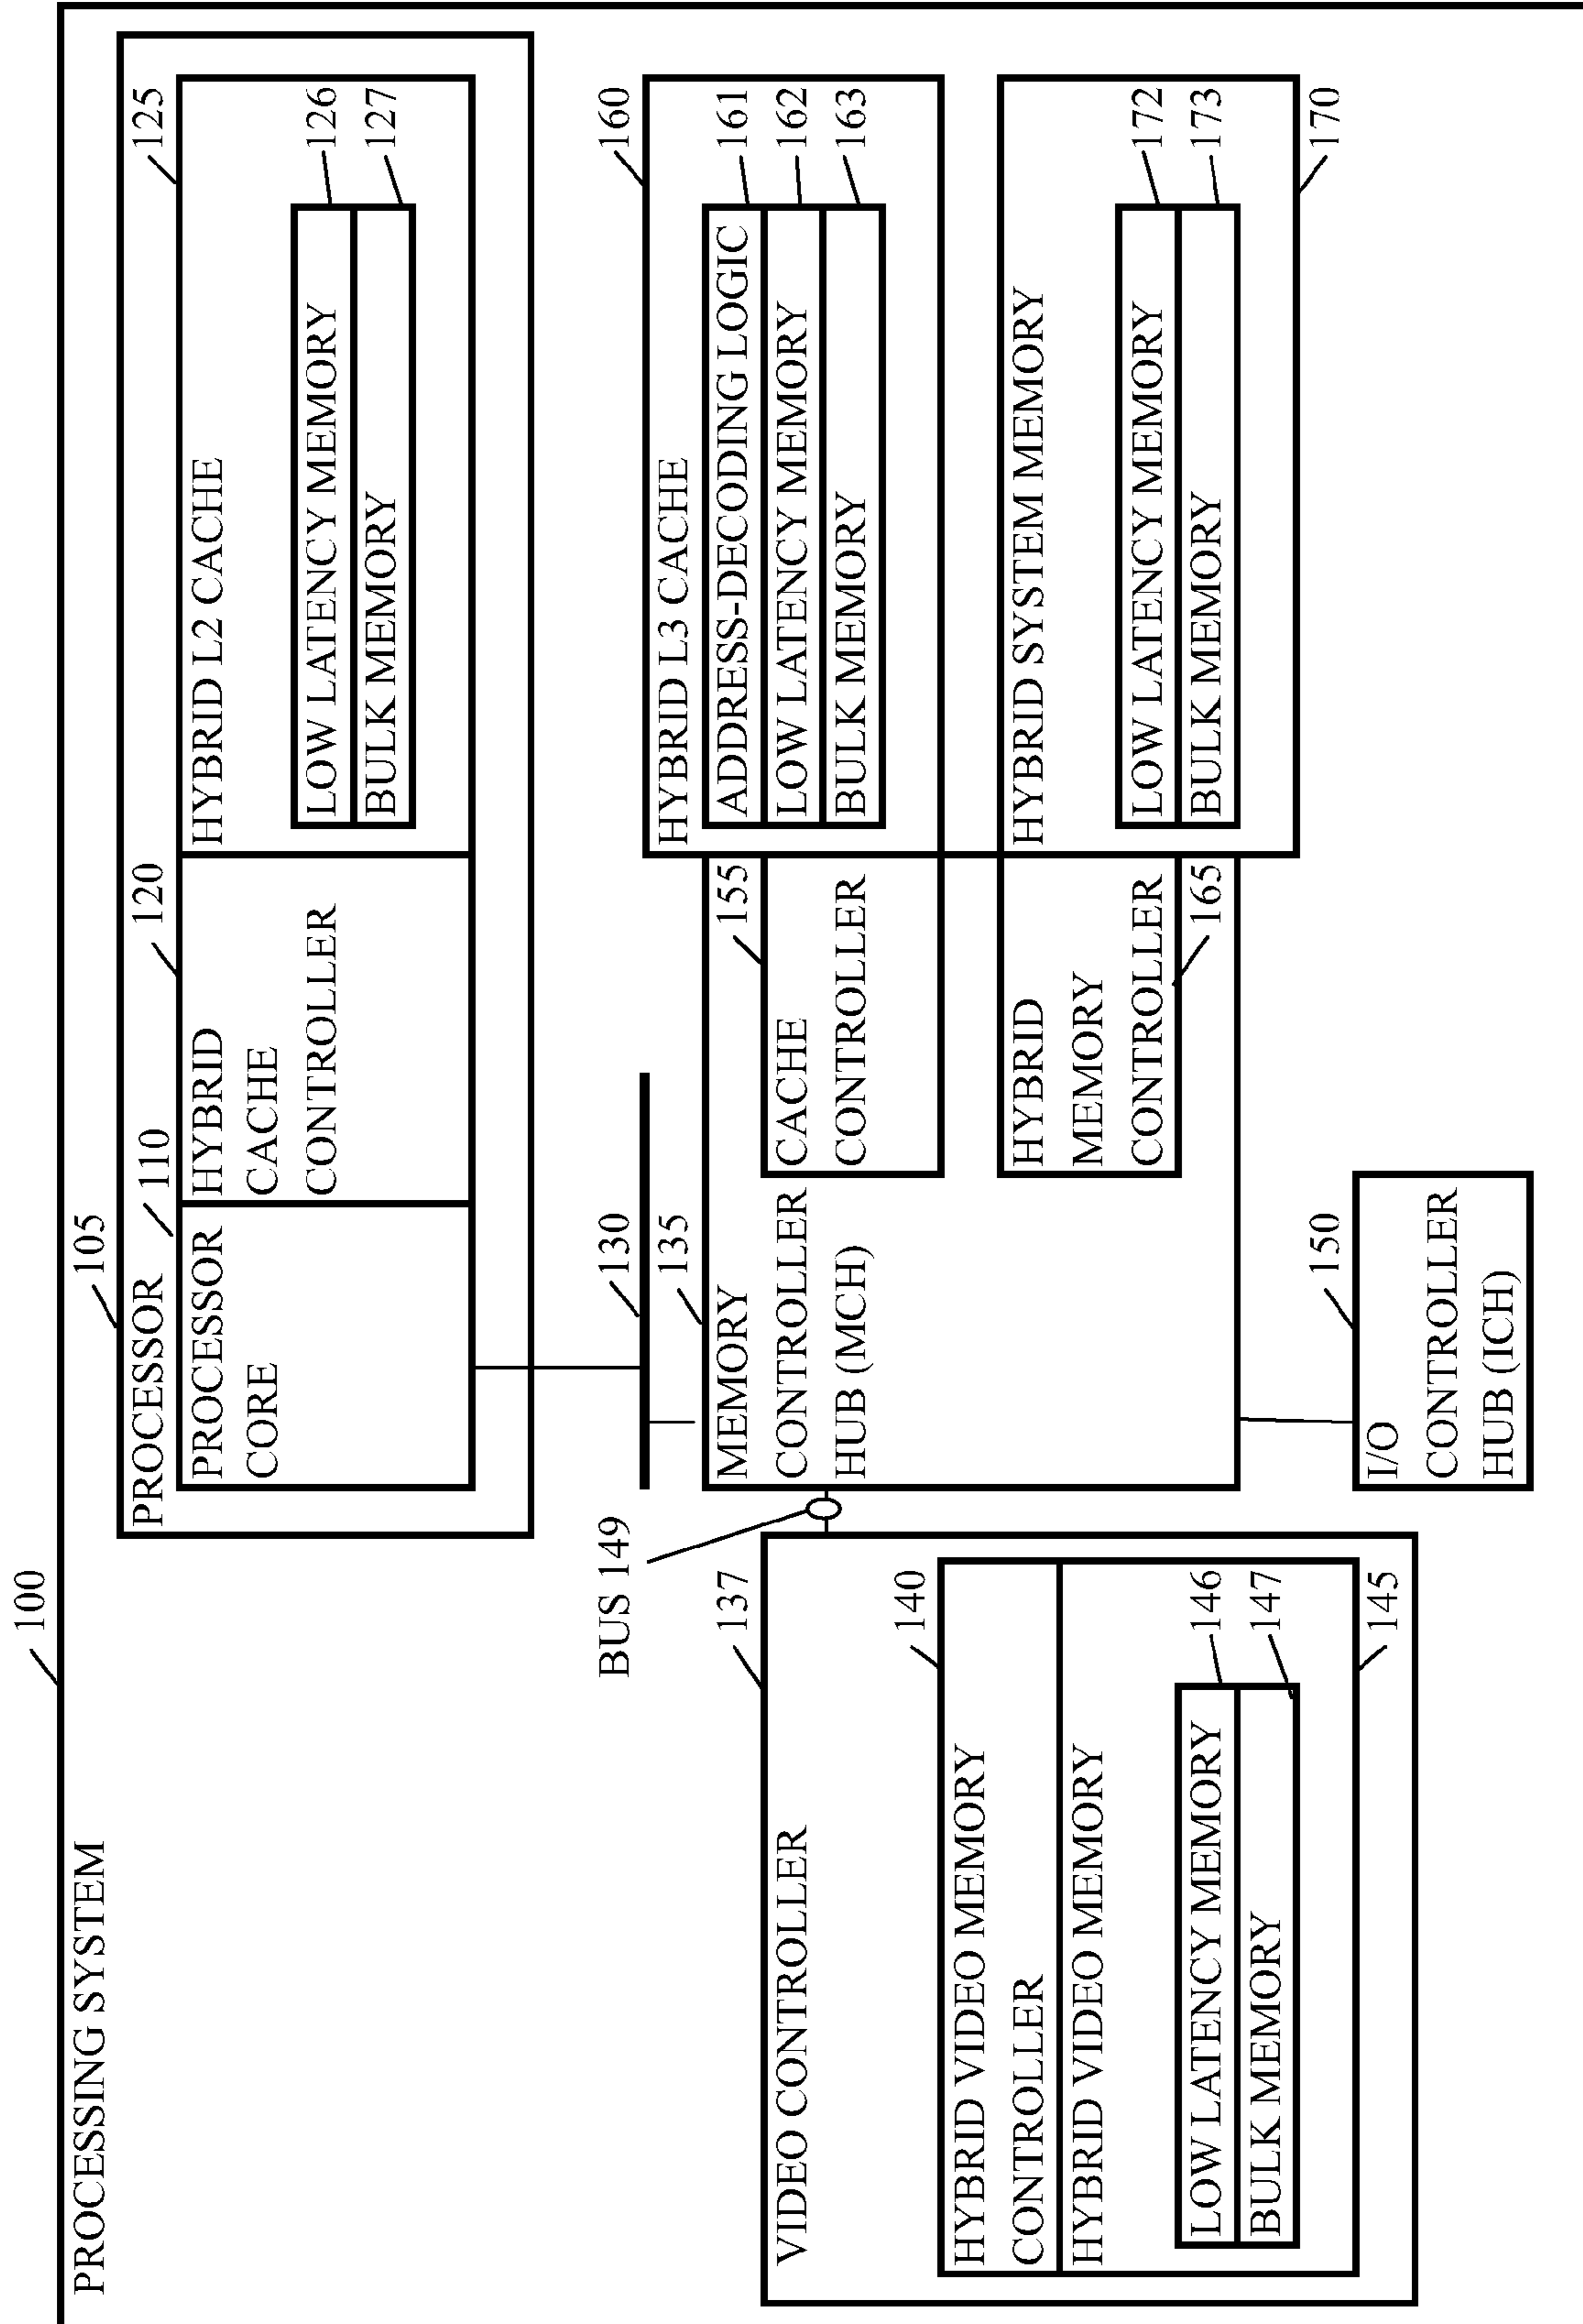 100
PROCESSING SYSTEM
105
PROCESSOR
110
120
125
PROCESSOR
CORE
HYBRID
CACHE
CONTROLLER
HYBRID L2 CACHE
LOW LATENCY MEMORY
126
BULK MEMORY
127
BUS 149
130
135
MEMORY
CONTROLLER
HUB (MCH)
155
CACHE
CONTROLLER
160
HYBRID L3 CACHE
ADDRESS-DECODING LOGIC
161
LOW LATENCY MEMORY
162
BULK MEMORY
163
HYBRID
MEMORY
CONTROLLER
165
HYBRID SYSTEM MEMORY
LOW LATENCY MEMORY
172
BULK MEMORY
173
170
137
VIDEO CONTROLLER
140
HYBRID VIDEO MEMORY
CONTROLLER
HYBRID VIDEO MEMORY
LOW LATENCY MEMORY
146
BULK MEMORY
147
145
150
I/O
CONTROLLER
HUB (ICH)